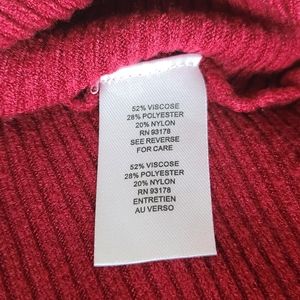 52% VISCOSE
28% POLYESTER
20% NYLON
RN 93178
SEE REVERSE
FOR CARE
52% VISCOSE
28% POLYESTER
20% NYLON
RN 93178
ENTRETIEN
AU VERSO